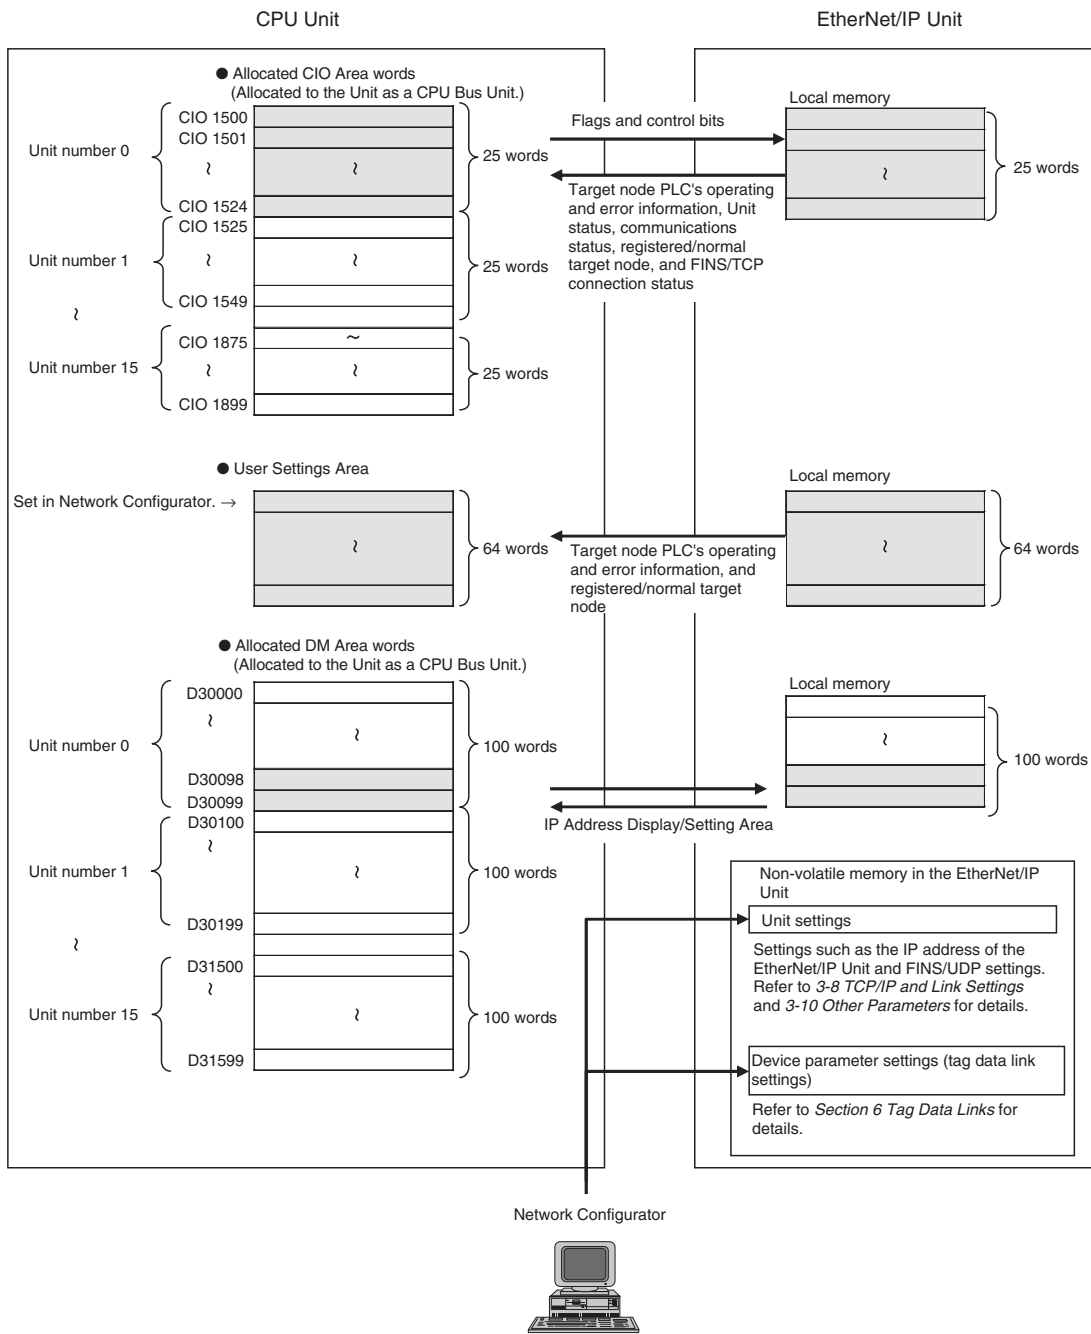 CPU Unit
EtherNet/IP Unit
● Allocated CIO Area words
(Allocated to the Unit as a CPU Bus Unit.)
Unit number 0
CIO 1500
CIO 1501
~
CIO 1524
25 words
Unit number 1
CIO 1525
~
CIO 1549
25 words
~
Unit number 15
CIO 1875
~
CIO 1899
25 words
Flags and control bits
Target node PLC's operating
and error information, Unit
status, communications
status, registered/normal
target node, and FINS/TCP
connection status
Local memory
25 words
● User Settings Area
Set in Network Configurator. →
64 words
Target node PLC's operating
and error information, and
registered/normal target
node
Local memory
64 words
● Allocated DM Area words
(Allocated to the Unit as a CPU Bus Unit.)
Unit number 0
D30000
~
D30098
D30099
100 words
Unit number 1
D30100
~
D30199
100 words
~
Unit number 15
D31500
~
D31599
100 words
IP Address Display/Setting Area
Local memory
100 words
Non-volatile memory in the EtherNet/IP
Unit
Unit settings
Settings such as the IP address of the
EtherNet/IP Unit and FINS/UDP settings.
Refer to 3-8 TCP/IP and Link Settings
and 3-10 Other Parameters for details.
Device parameter settings (tag data link
settings)
Refer to Section 6 Tag Data Links for
details.
Network Configurator